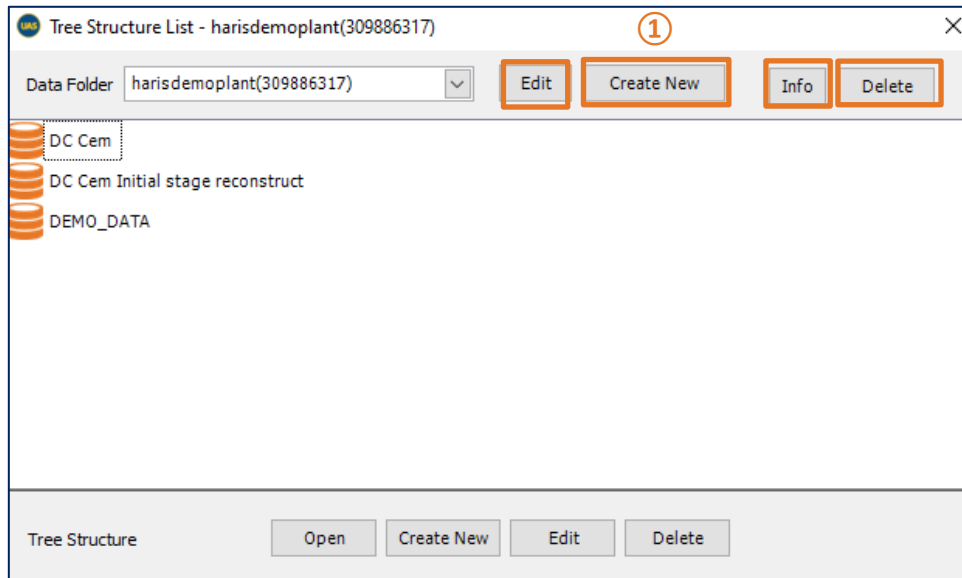 UAS Tree Structure List - harisdemoplant(309886317)
①
Data Folder harisdemoplant(309886317) Edit Create New Info Delete
DC Cem
DC Cem Initial stage reconstruct
DEMO_DATA
Tree Structure Open Create New Edit Delete